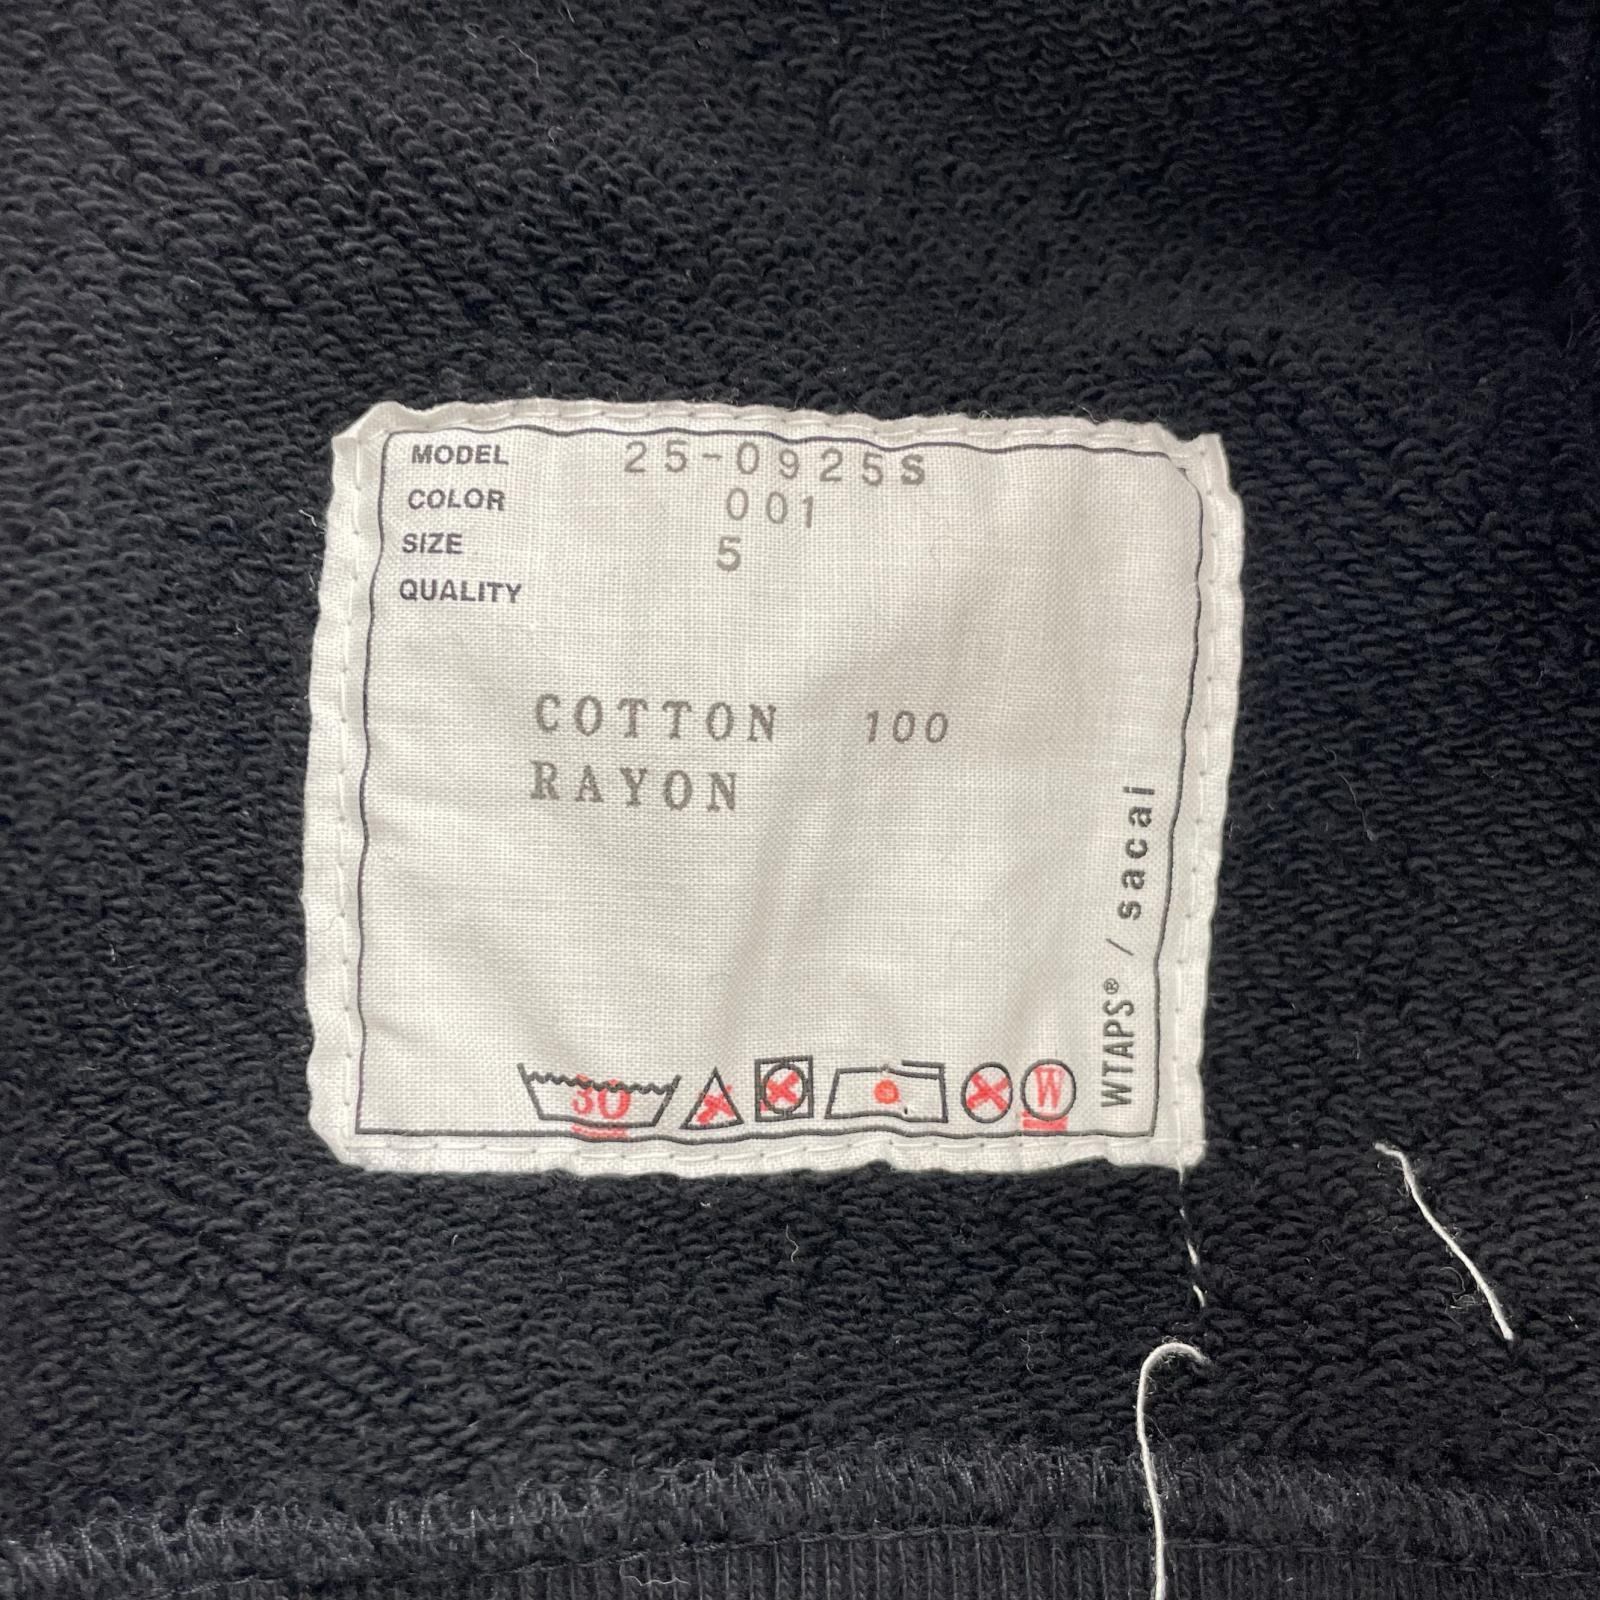 MODEL 25-0925S
COLOR 001
SIZE 5
QUALITY
COTTON 100
RAYON
30
W
WTAPS® / sacai